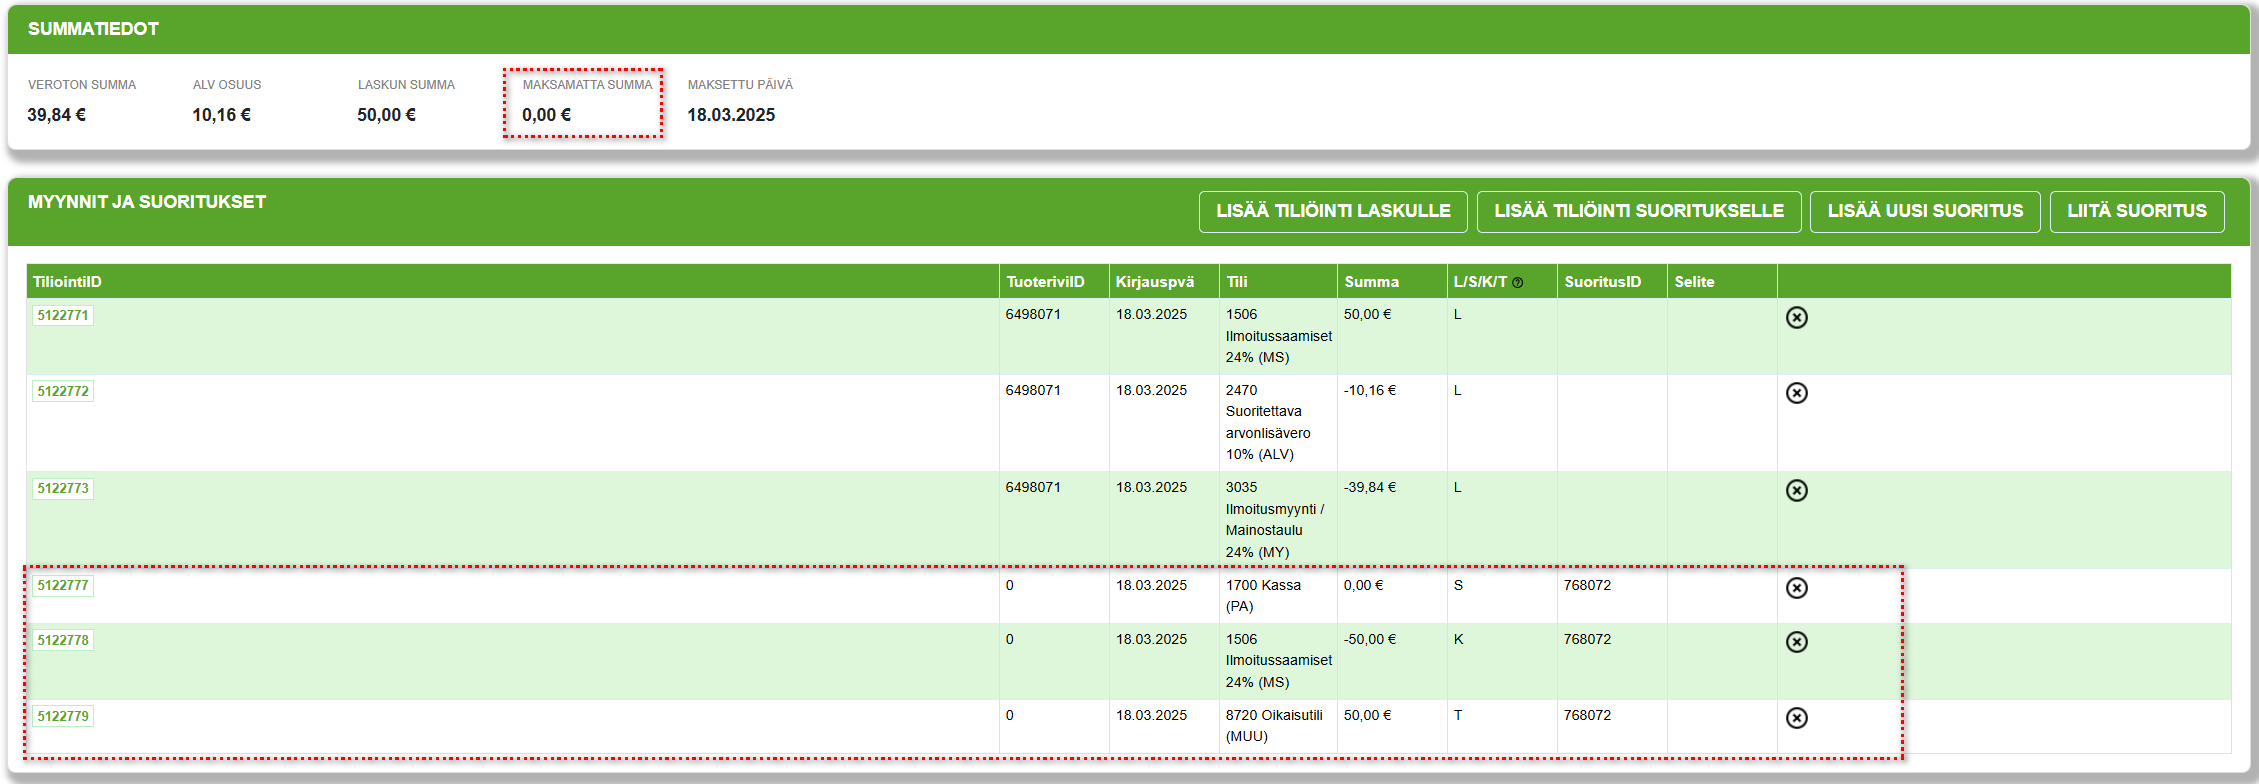 SUMMATIEDOT
VEROTON SUMMA ALV OSUUS LASKUN SUMMA MAKSAMATTA SUMMA MAKSETTU PÄIVÄ
39,84 € 10,16 € 50,00 € 0,00 € 18.03.2025
MYYNNIT JA SUORITUKSET LISÄÄ TILIÖINTI LASKULLE LISÄÄ TILIÖINTI SUORITUKSELLE LISÄÄ UUSI SUORITUS LIITÄ SUORITUS
TiliointiID TuoteriviID Kirjauspvä Tili Summa L/S/K/T SuoritusID Selite
5122771 6498071 18.03.2025 1506 50,00 € L
Ilmoitussaamiset
24% (MS)
5122772 6498071 18.03.2025 2470 -10,16 € L
Suoritettava
arvonlisävero
10% (ALV)
5122773 6498071 18.03.2025 3035 -39,84 € L
Ilmoitusmyynti /
Mainostaulu
24% (MY)
5122777 0 18.03.2025 1700 Kassa 0,00 € S 768072
(PA)
5122778 0 18.03.2025 1506 -50,00 € K 768072
Ilmoitussaamiset
24% (MS)
5122779 0 18.03.2025 8720 Oikaisutili 50,00 € T 768072
(MUU)